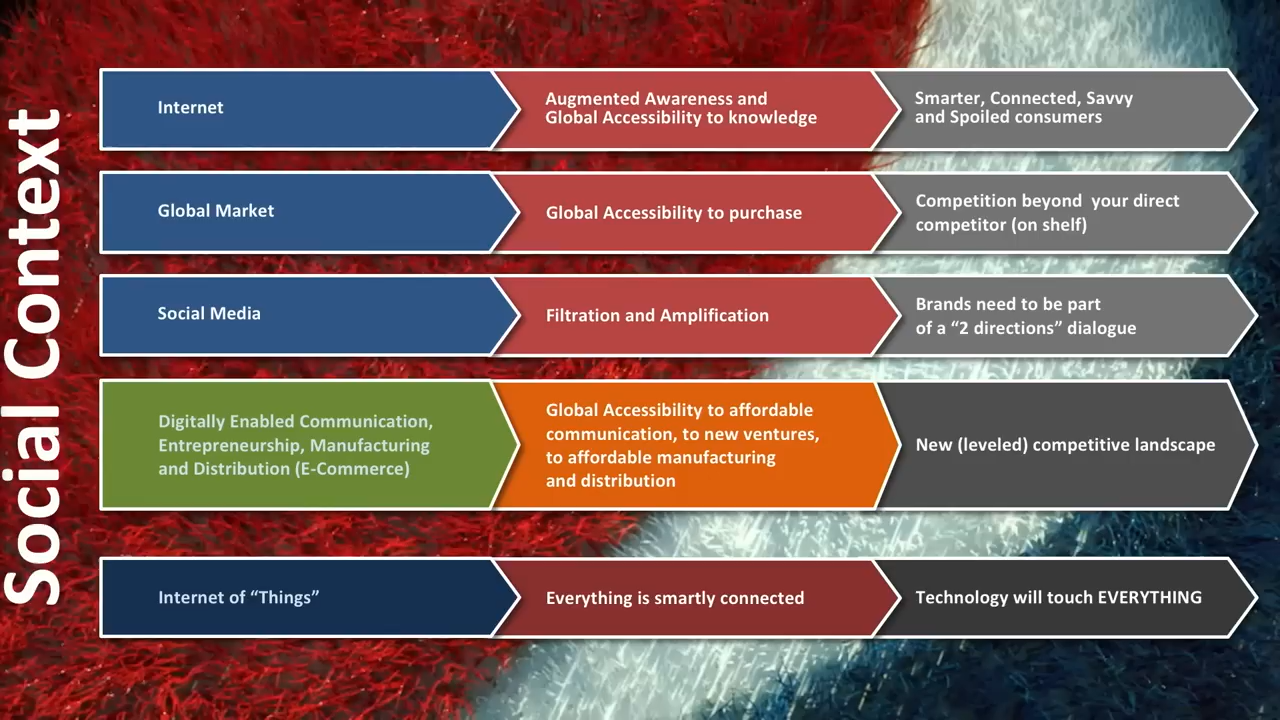 Social Context
Internet
Augmented Awareness and
Global Accessibility to knowledge
Smarter, Connected, Savvy
and Spoiled consumers
Global Market
Global Accessibility to purchase
Competition beyond  your direct
competitor (on shelf)
Social Media
Filtration and Amplification
Brands need to be part
of a “2 directions” dialogue
Digitally Enabled Communication,
Entrepreneurship, Manufacturing
and Distribution (E-Commerce)
Global Accessibility to affordable
communication, to new ventures,
to affordable manufacturing
and distribution
New (leveled) competitive landscape
Internet of “Things”
Everything is smartly connected
Technology will touch EVERYTHING